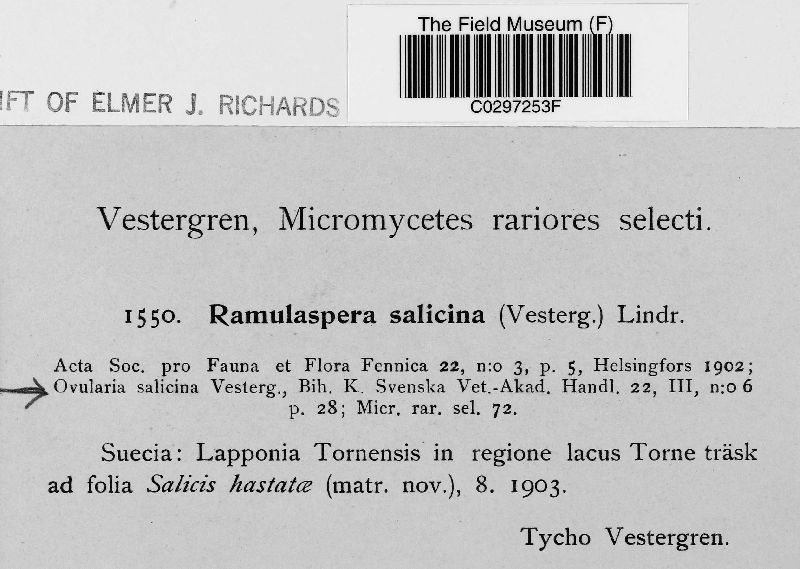 The Field Museum (F)
C0297253F
IFT OF ELMER J. RICHARDS
Vestergren, Micromycetes rariores selecti.
1550. Ramulaspera salicina (Vesterg.) Lindr.
Acta Soc. pro Fauna et Flora Fennica 22, n:o 3, p. 5, Helsingfors 1902;
Ovularia salicina Vesterg., Bih. K. Svenska Vet.-Akad. Handl. 22, III, n:o 6
p. 28; Micr. rar. sel. 72.
Suecia: Lapponia Tornensis in regione lacus Torne träsk
ad folia Salicis hastatæ (matr. nov.), 8. 1903.
Tycho Vestergren.